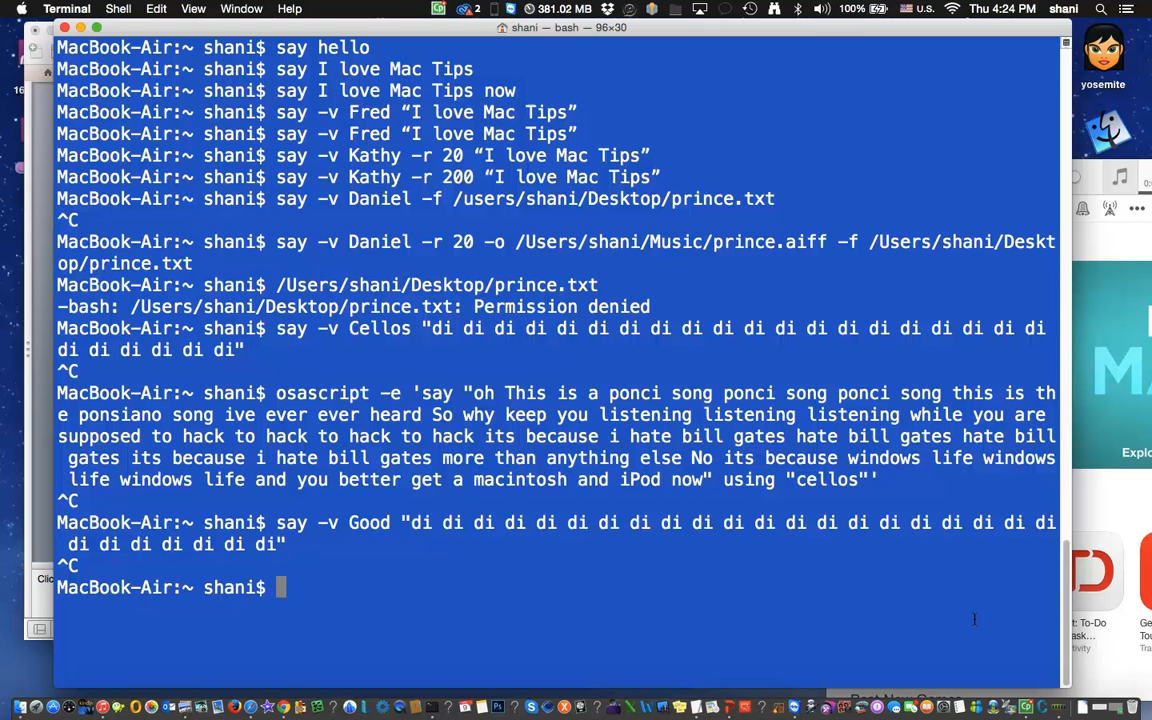 Terminal Shell Edit View Window Help 2 381.02 MB 100% U.S. Thu 4:24 PM shani
shani — bash — 96×30
MacBook-Air:~ shani$ say hello
MacBook-Air:~ shani$ say I love Mac Tips
MacBook-Air:~ shani$ say I love Mac Tips now
MacBook-Air:~ shani$ say -v Fred “I love Mac Tips”
MacBook-Air:~ shani$ say -v Fred “I love Mac Tips”
MacBook-Air:~ shani$ say -v Kathy -r 20 “I love Mac Tips”
MacBook-Air:~ shani$ say -v Kathy -r 200 “I love Mac Tips”
MacBook-Air:~ shani$ say -v Daniel -f /users/shani/Desktop/prince.txt
^C
MacBook-Air:~ shani$ say -v Daniel -r 20 -o /Users/shani/Music/prince.aiff -f /Users/shani/Deskt
op/prince.txt
MacBook-Air:~ shani$ /Users/shani/Desktop/prince.txt
-bash: /Users/shani/Desktop/prince.txt: Permission denied
MacBook-Air:~ shani$ say -v Cellos "di di di di di di di di di di di di di di di di di di di di
di di di di di di"
^C
MacBook-Air:~ shani$ osascript -e 'say "oh This is a ponci song ponci song ponci song this is th
e ponsiano song ive ever ever heard So why keep you listening listening listening while you are
supposed to hack to hack to hack to hack its because i hate bill gates hate bill gates hate bill
gates its because i hate bill gates more than anything else No its because windows life windows
life windows life and you better get a macintosh and iPod now" using "cellos"'
^C
MacBook-Air:~ shani$ say -v Good "di di di di di di di di di di di di di di di di di di di di di
di di di di di di di"
^C
MacBook-Air:~ shani$
yosemite
MA
Explo
t: To-Do
ask...
tivity
Ge
Tou
Tra
Clic
16